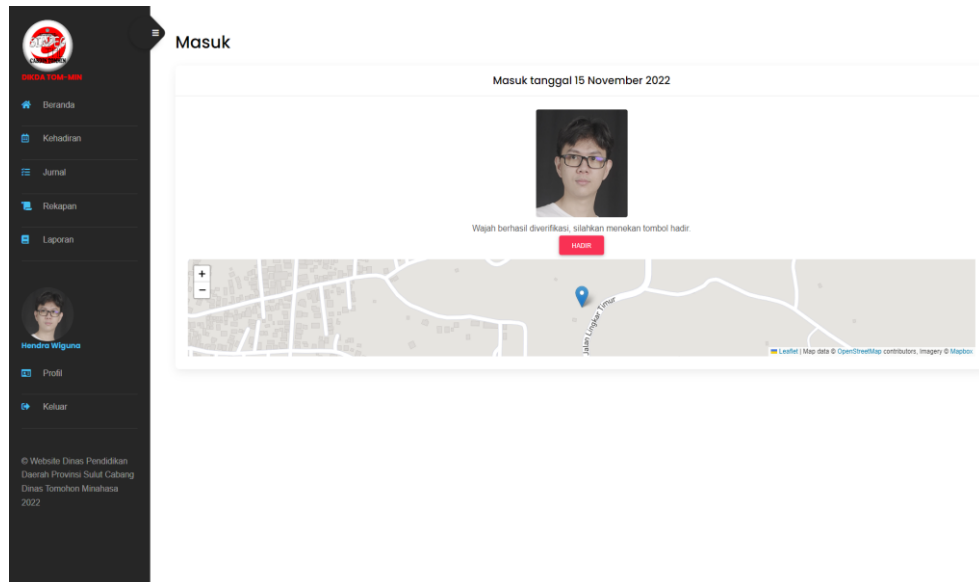 DIKDA TOM-MIN
Beranda
Kehadiran
Jurnal
Rekapan
Laporan
Hendra Wiguna
Profil
Keluar
© Website Dinas Pendidikan
Daerah Provinsi Sulut Cabang
Dinas Tomohon Minahasa
2022
Masuk
Masuk tanggal 15 November 2022
Wajah berhasil diverifikasi, silahkan menekan tombol hadir.
HADIR
+
−
Jalan Lingkar Timur
Leaflet | Map data © OpenStreetMap contributors, Imagery © Mapbox